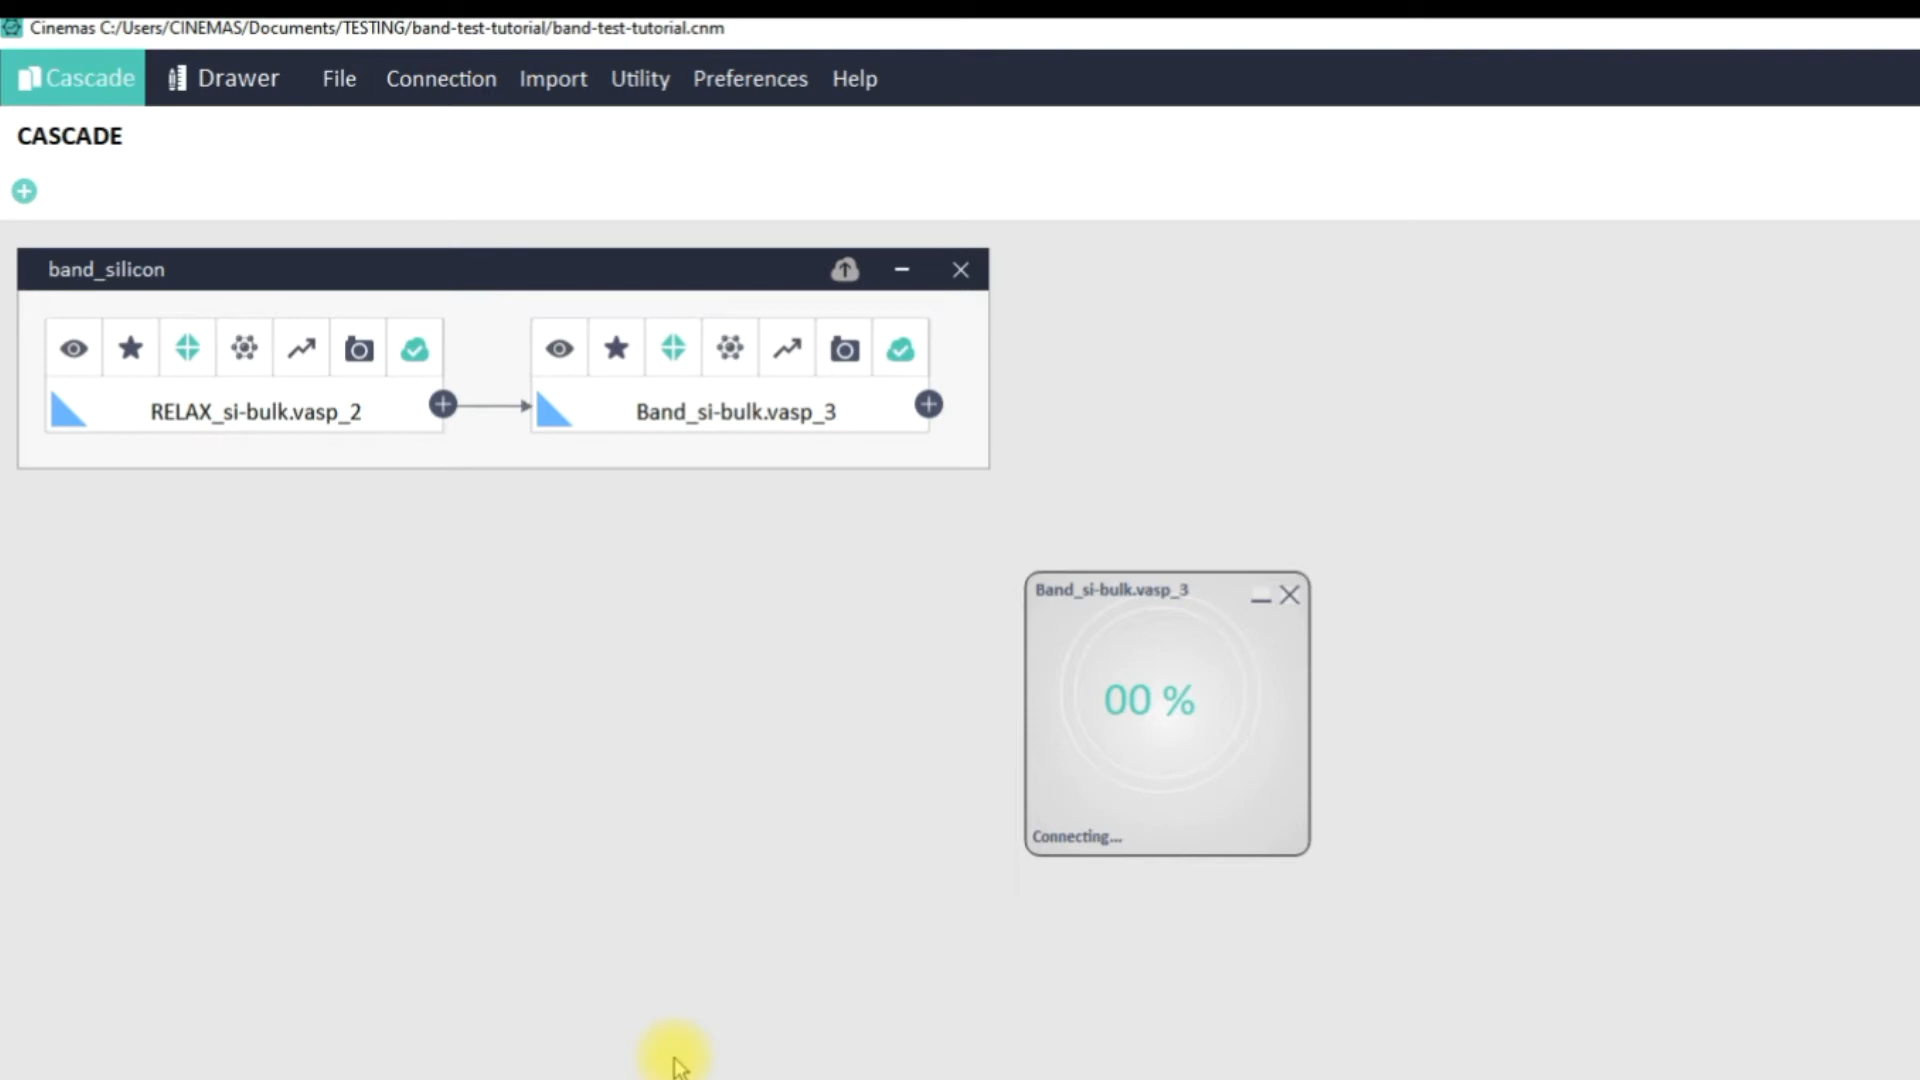 Cinemas C:/Users/CINEMAS/Documents/TESTING/band-test-tutorial/band-test-tutorial.cnm
Cascade Drawer File Connection Import Utility Preferences Help
CASCADE
band_silicon
RELAX_si-bulk.vasp_2 Band_si-bulk.vasp_3
Band_si-bulk.vasp_3
00 %
Connecting...